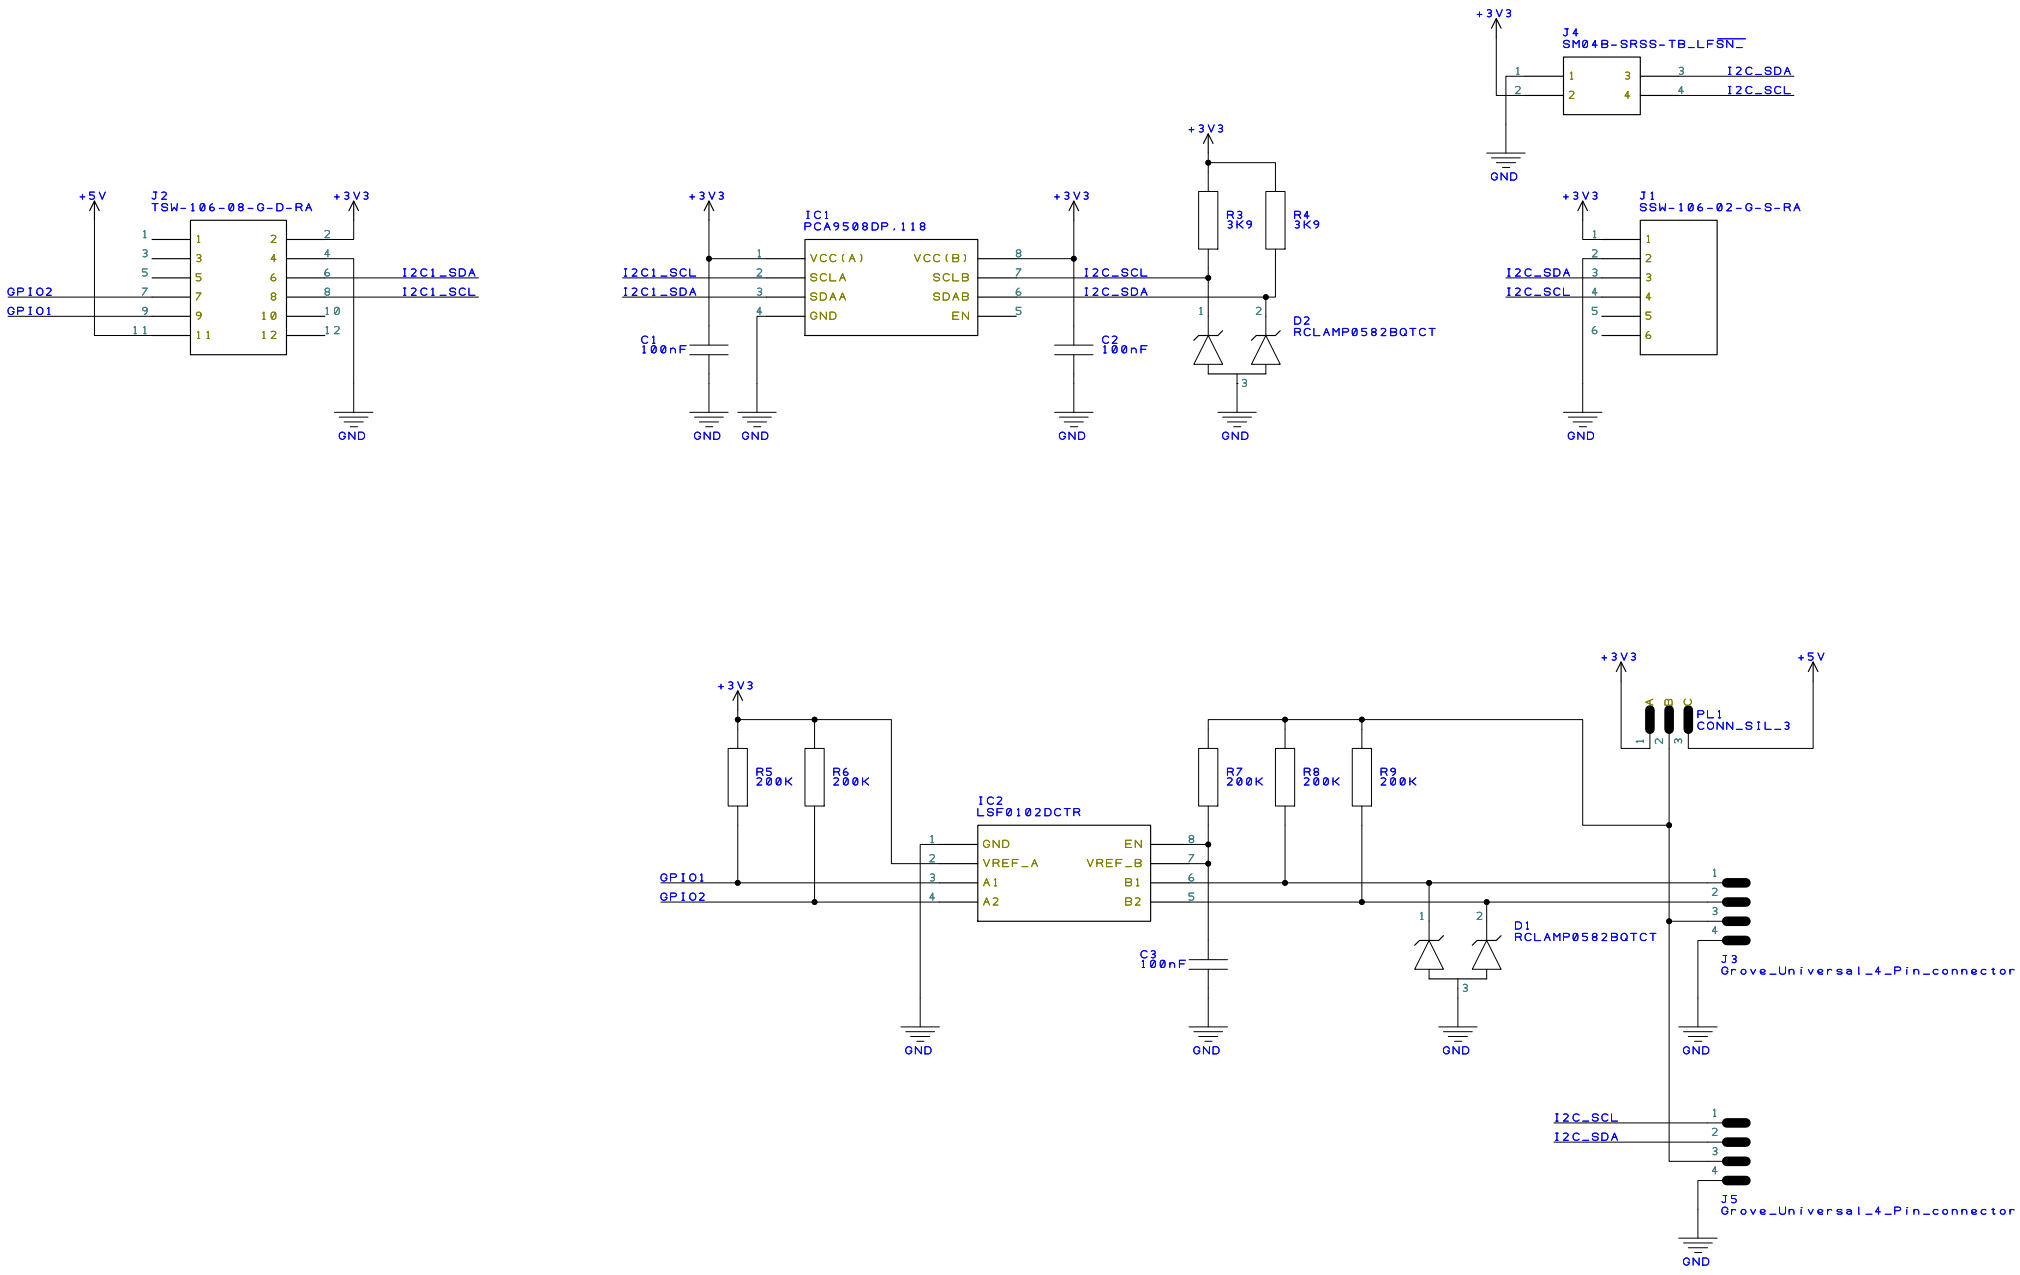 +3V3
J4
SM04B-SRSS-TB_LFSN_
1 1 3 3 I2C_SDA
2 2 4 4 I2C_SCL
GND
+5V
J2
TSW-106-08-G-D-RA
+3V3
1 1 2 2
3 3 4 4
5 5 6 6 I2C1_SDA
GPIO2 7 7 8 8 I2C1_SCL
GPIO1 9 9 10 10
11 11 12 12
GND
+3V3
IC1
PCA9508DP,118
+3V3
1 VCC(A) VCC(B) 8
I2C1_SCL 2 SCLA SCLB 7 I2C_SCL
I2C1_SDA 3 SDAA SDAB 6 I2C_SDA
4 GND EN 5
C1
100nF
C2
100nF
GND
GND
GND
+3V3
R3
3K9
R4
3K9
1 2
D2
RCLAMP0582BQTCT
3
GND
+3V3
J1
SSW-106-02-G-S-RA
1 1
2 2
I2C_SDA 3 3
I2C_SCL 4 4
5 5
6 6
GND
+3V3
R5
200K
R6
200K
IC2
LSF0102DCTR
1 GND EN 8
2 VREF_A VREF_B 7
GPIO1 3 A1 B1 6
GPIO2 4 A2 B2 5
GND
R7
200K
R8
200K
R9
200K
C3
100nF
GND
1 2
D1
RCLAMP0582BQTCT
3
GND
+3V3
+5V
A B C
PL1
CONN_SIL_3
1 2 3
1
2
3
4
J3
Grove_Universal_4_Pin_connector
GND
I2C_SCL 1
I2C_SDA 2
3
4
J5
Grove_Universal_4_Pin_connector
GND